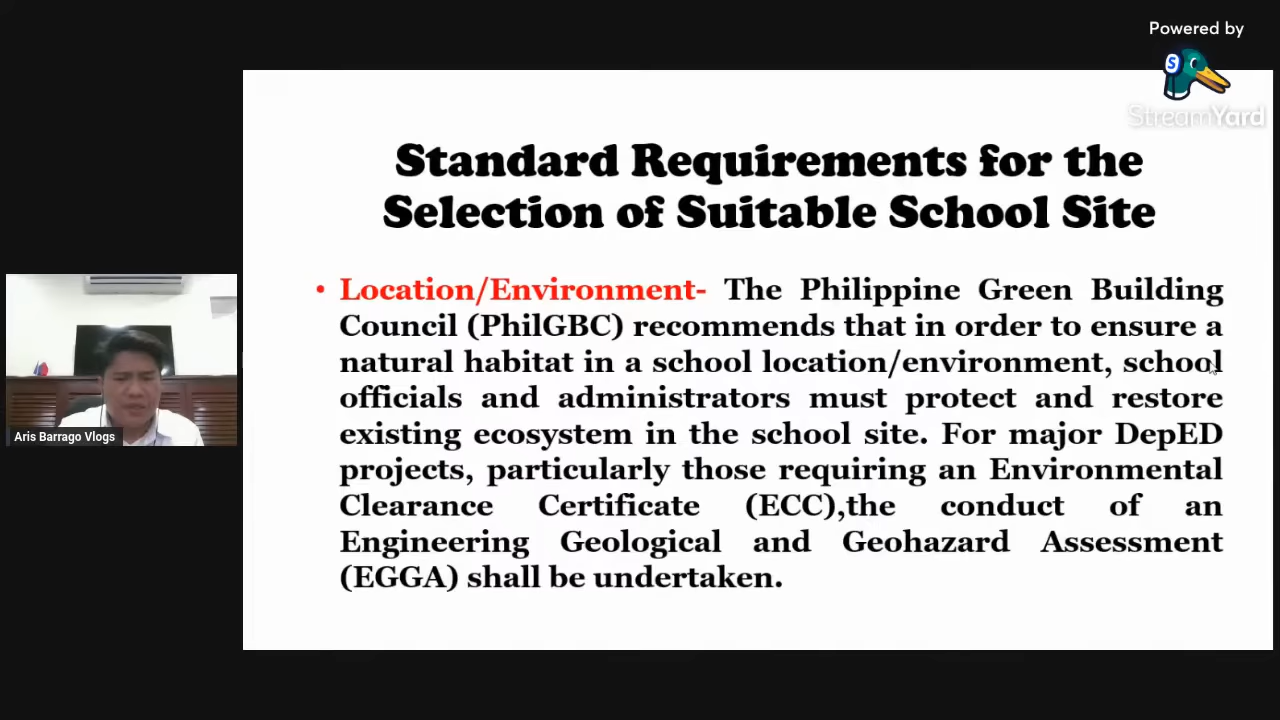 Powered by
StreamYard
Standard Requirements for the
Selection of Suitable School Site
• Location/Environment- The Philippine Green Building
Council (PhilGBC) recommends that in order to ensure a
natural habitat in a school location/environment, school
officials and administrators must protect and restore
existing ecosystem in the school site. For major DepED
projects, particularly those requiring an Environmental
Clearance Certificate (ECC),the conduct of an
Engineering Geological and Geohazard Assessment
(EGGA) shall be undertaken.
Aris Barrago Vlogs